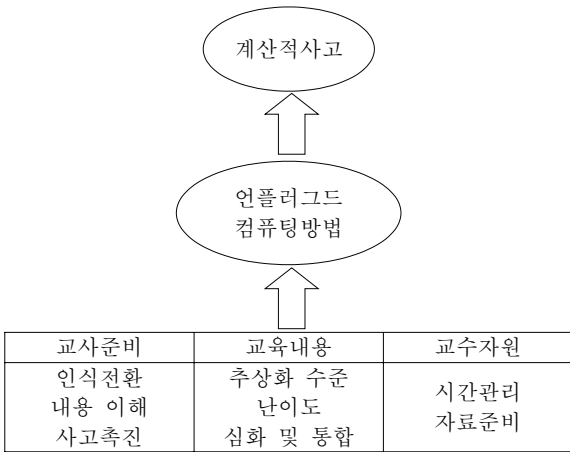 계산적사고
언플러그드
컴퓨팅방법
교사준비 교육내용 교수자원
인식전환
내용 이해
사고촉진
추상화 수준
난이도
심화 및 통합
시간관리
자료준비